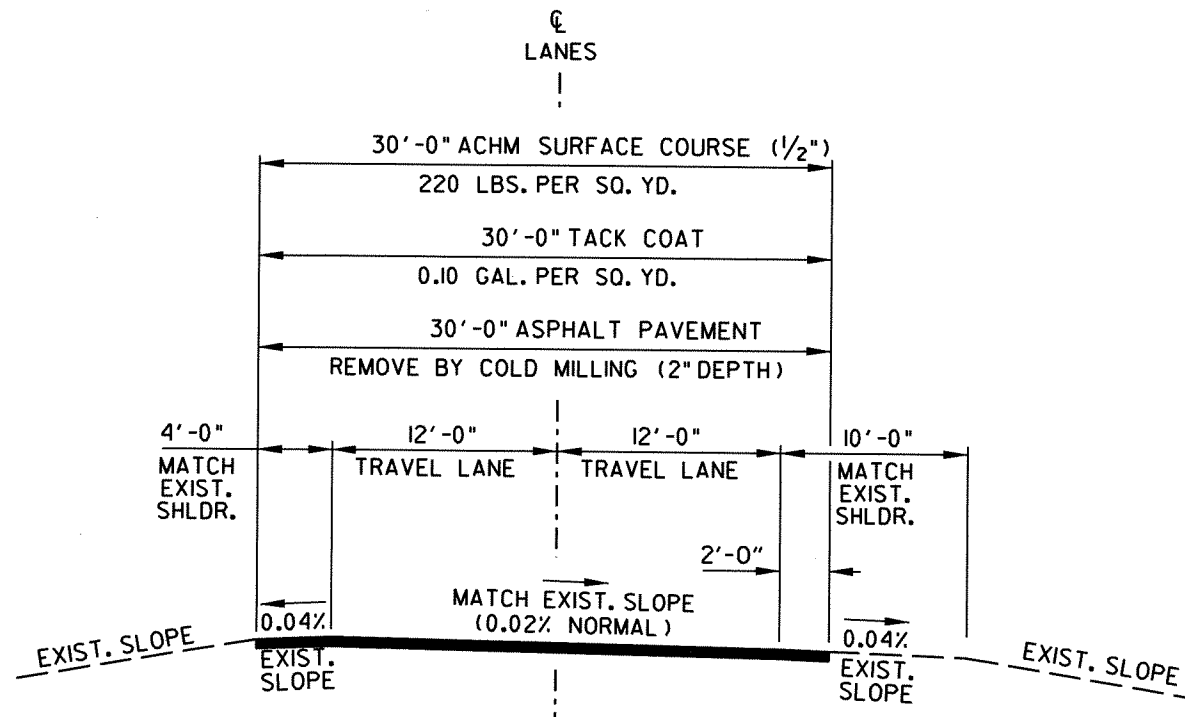 ℄
LANES
30'-0" ACHM SURFACE COURSE (1/2")
220 LBS. PER SQ. YD.
30'-0" TACK COAT
0.10 GAL. PER SQ. YD.
30'-0" ASPHALT PAVEMENT
REMOVE BY COLD MILLING (2" DEPTH)
4'-0"
MATCH
EXIST.
SHLDR.
12'-0"
TRAVEL LANE
12'-0"
TRAVEL LANE
10'-0"
MATCH
EXIST.
SHLDR.
2'-0"
MATCH EXIST. SLOPE
(0.02% NORMAL)
EXIST. SLOPE
0.04%
EXIST.
SLOPE
0.04%
EXIST.
SLOPE
EXIST. SLOPE